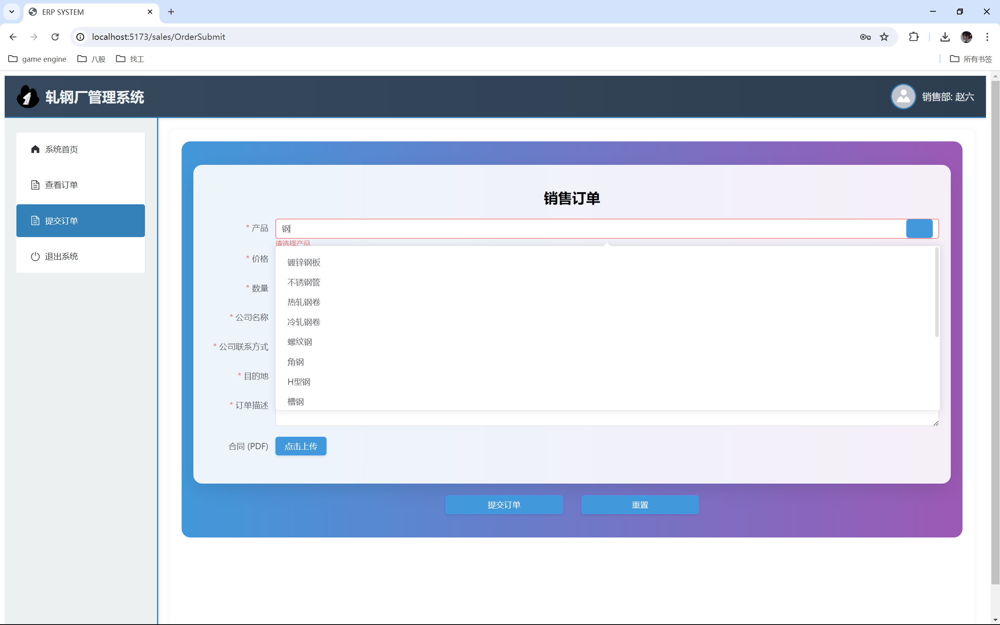 ERP SYSTEM
localhost:5173/sales/OrderSubmit
game engine
八股
找工
所有书签
轧钢厂管理系统
销售部: 赵六
系统首页
查看订单
提交订单
退出系统
销售订单
* 产品
钢
请选择产品
* 价格
* 数量
* 公司名称
* 公司联系方式
* 目的地
* 订单描述
镀锌钢板
不锈钢管
热轧钢卷
冷轧钢卷
螺纹钢
角钢
H型钢
槽钢
合同 (PDF)
点击上传
提交订单
重置